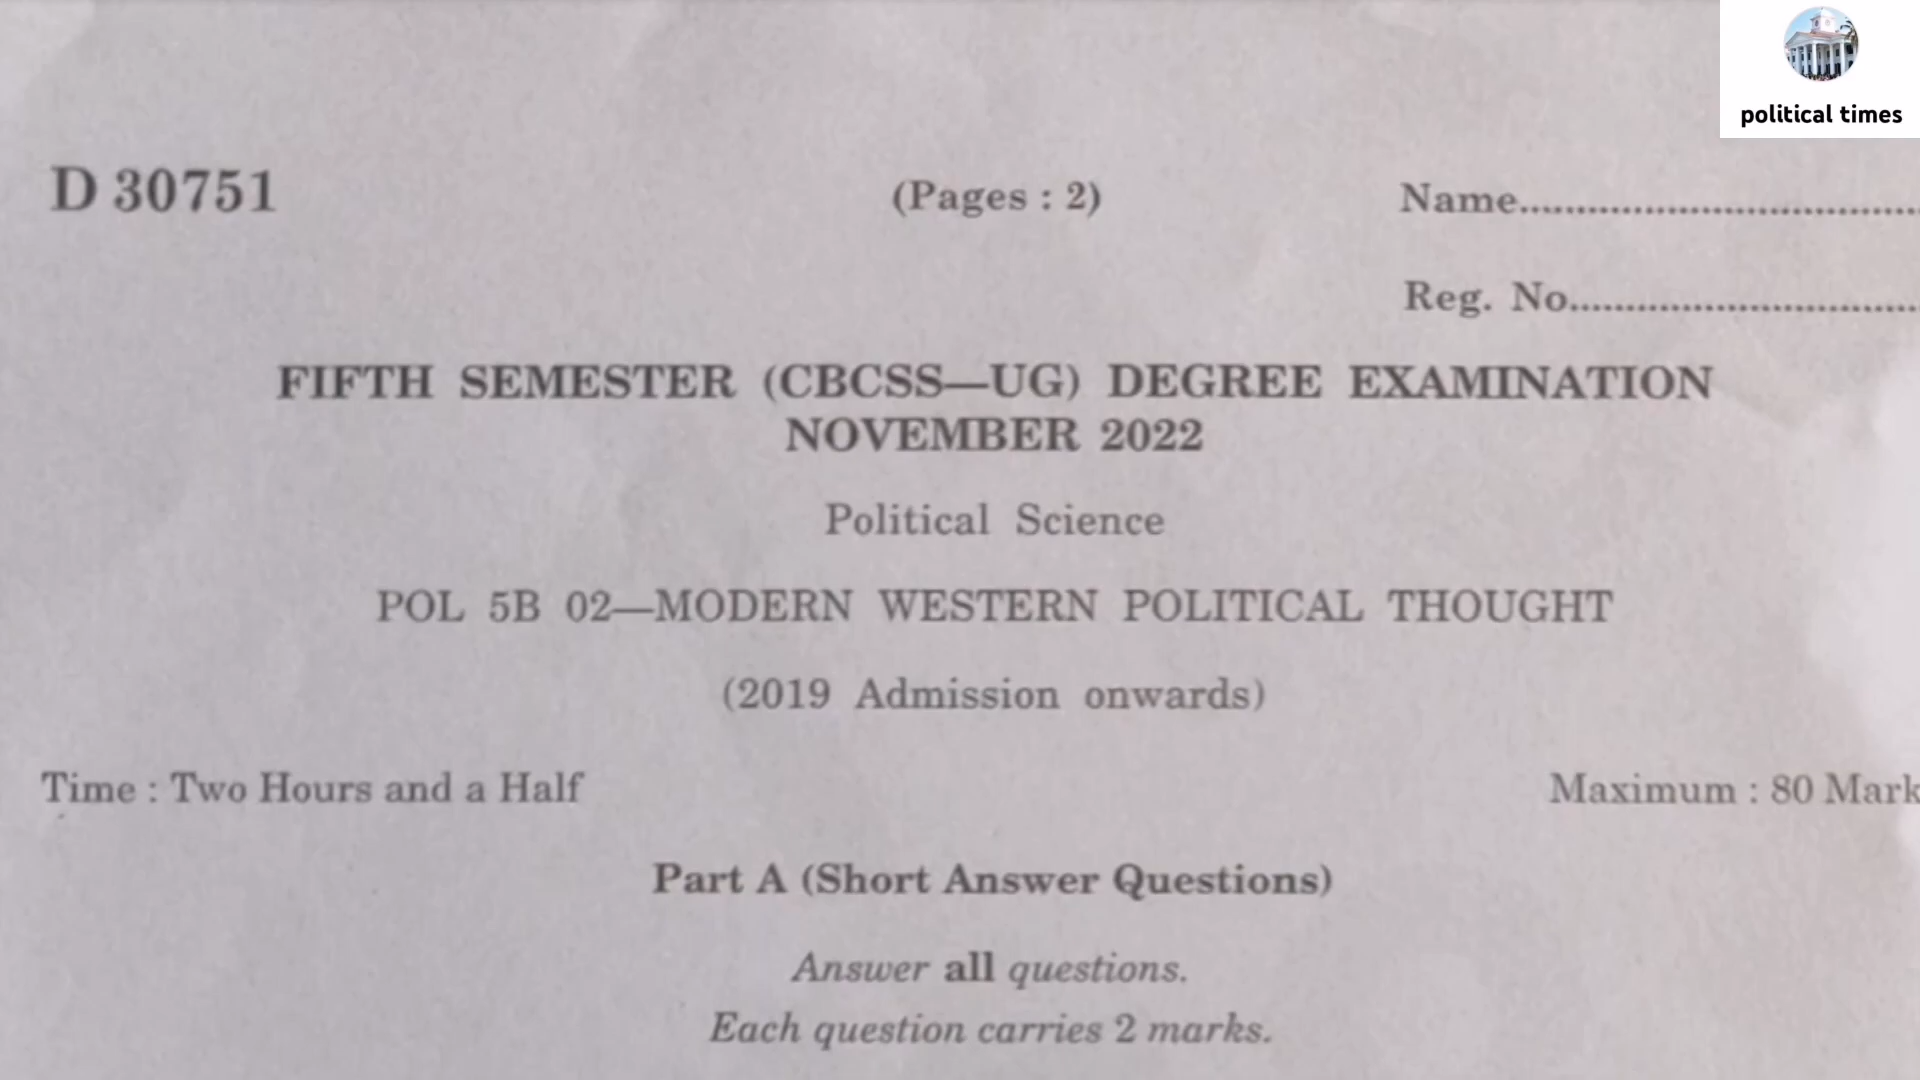 political times
D 30751
(Pages : 2)
Name........................................
Reg. No....................................
FIFTH SEMESTER (CBCSS—UG) DEGREE EXAMINATION
NOVEMBER 2022
Political Science
POL 5B 02—MODERN WESTERN POLITICAL THOUGHT
(2019 Admission onwards)
Time : Two Hours and a Half
Maximum : 80 Mark
Part A (Short Answer Questions)
Answer all questions.
Each question carries 2 marks.